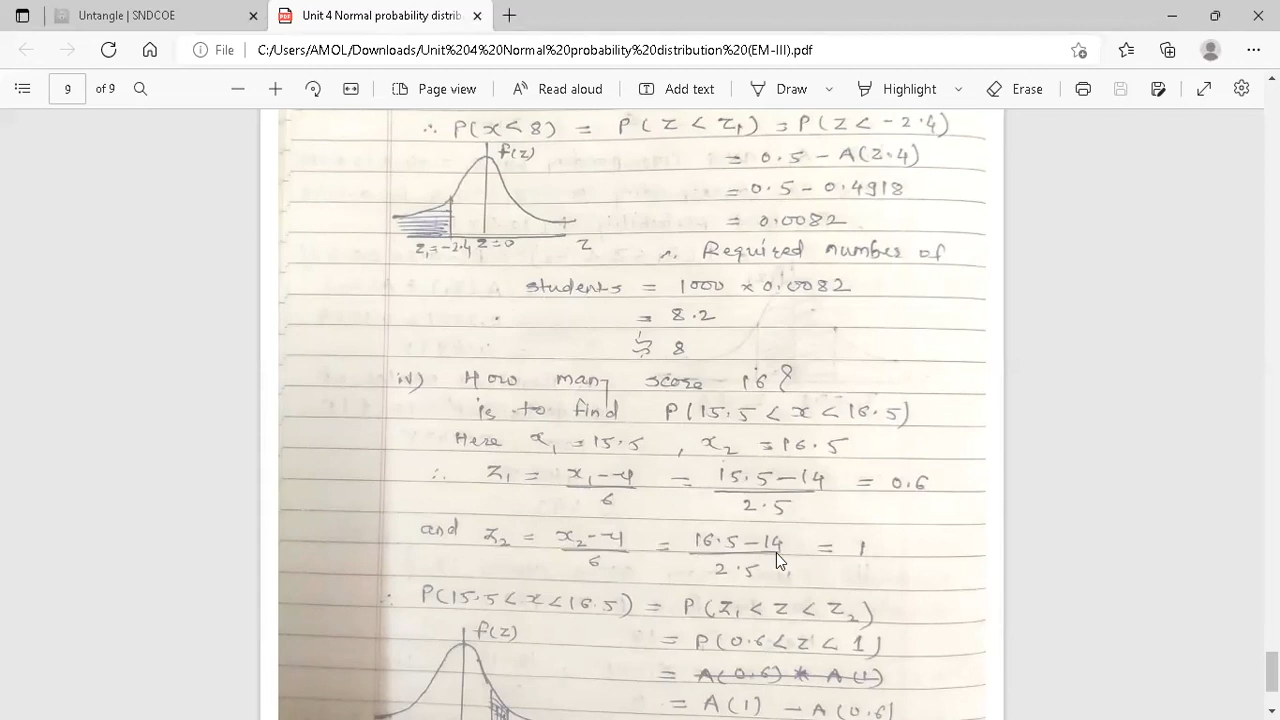 Untangle | SNDCOE
Unit 4 Normal probability distrib
File C:/Users/AMOL/Downloads/Unit%204%20Normal%20probability%20distribution%20(EM-III).pdf
9 of 9 Page view Read aloud Add text Draw Highlight Erase
∴ P(x < 8) = P(z < z₁) = P(z < -2.4)
f(z)
= 0.5 - A(2.4)
= 0.5 - 0.4918
= 0.0082
z₁=-2.4 z=0 z
∴ Required number of
students = 1000 × 0.0082
= 8.2
≈ 8
iv) How many score 16?
is to find P(15.5 < x < 16.5)
Here x₁ = 15.5, x₂ = 16.5
∴ z₁ = (x₁-μ)/σ = (15.5-14)/2.5 = 0.6
and z₂ = (x₂-μ)/σ = (16.5-14)/2.5 = 1
∴ P(15.5 < x < 16.5) = P(z₁ < z < z₂)
f(z)
= P(0.6 < z < 1)
= A(0.6) * A(1)
= A(1) - A(0.6)